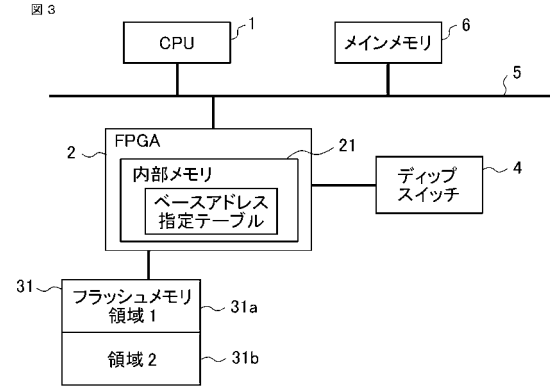 図３
CPU
1
メインメモリ
6
5
FPGA
2
21
内部メモリ
ベースアドレス
指定テーブル
ディップ
スイッチ
4
31
フラッシュメモリ
領域１
31a
領域２
31b